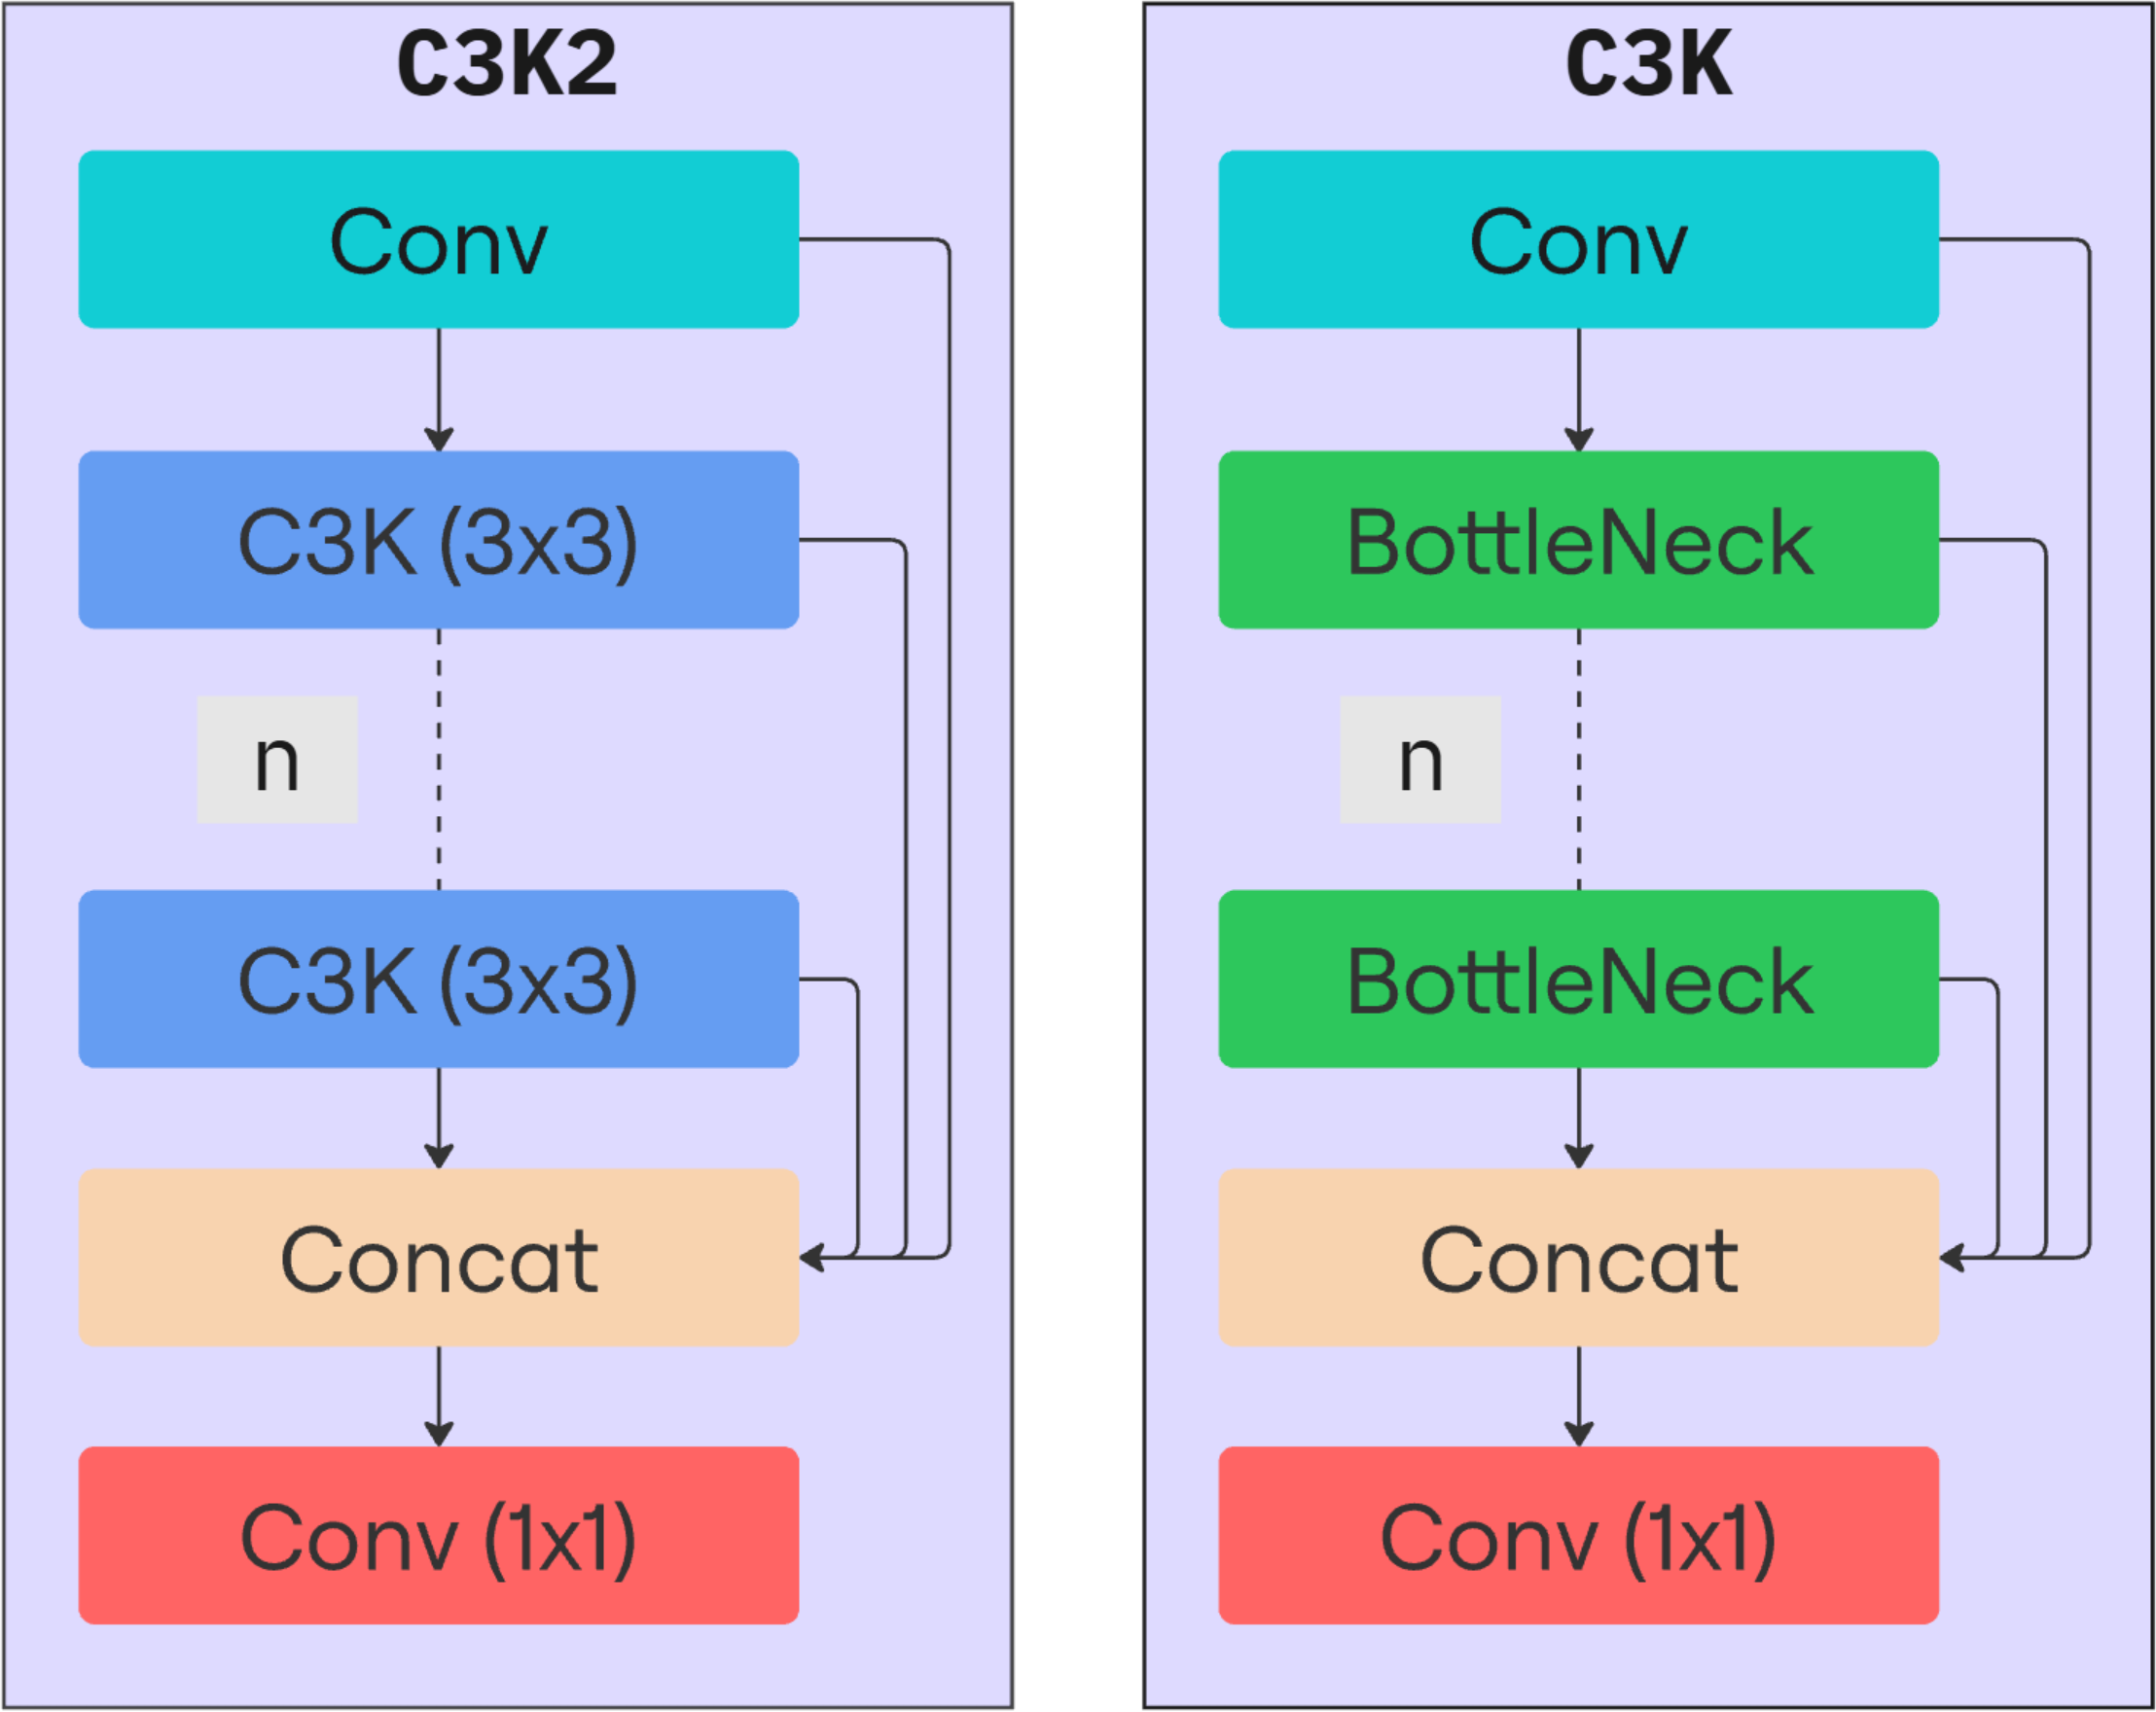 C3K2
Conv
C3K (3x3)
n
C3K (3x3)
Concat
Conv (1x1)
C3K
Conv
BottleNeck
n
BottleNeck
Concat
Conv (1x1)